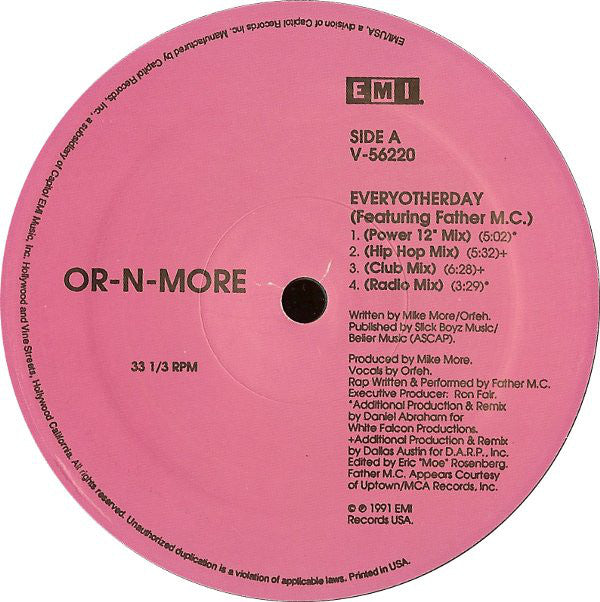 EMI
SIDE A
V-56220
EVERYOTHERDAY
(Featuring Father M.C.)
1. (Power 12" Mix) (5:02)*
2. (Hip Hop Mix) (5:32)+
3. (Club Mix) (6:28)+
4. (Radio Mix) (3:29)*
OR-N-MORE
33 1/3 RPM
Written by Mike More/Orfeh.
Published by Slick Boyz Music/
Beller Music (ASCAP).
Produced by Mike More.
Vocals by Orfeh.
Rap Written & Performed by Father M.C.
Executive Producer: Ron Fair.
*Additional Production & Remix
by Daniel Abraham for
White Falcon Productions.
+Additional Production & Remix
by Dallas Austin for D.A.R.P., Inc.
Edited by Eric "Moe" Rosenberg.
Father M.C. Appears Courtesy
of Uptown/MCA Records, Inc.
© ℗ 1991 EMI
Records USA.
EMI/USA, a division of Capitol Records Inc. Manufactured by Capitol Records, Inc., a subsidiary of Capitol EMI Music, Inc. Hollywood and Vine Streets, Hollywood California. All rights reserved. Unauthorized duplication is a violation of applicable laws. Printed in USA.